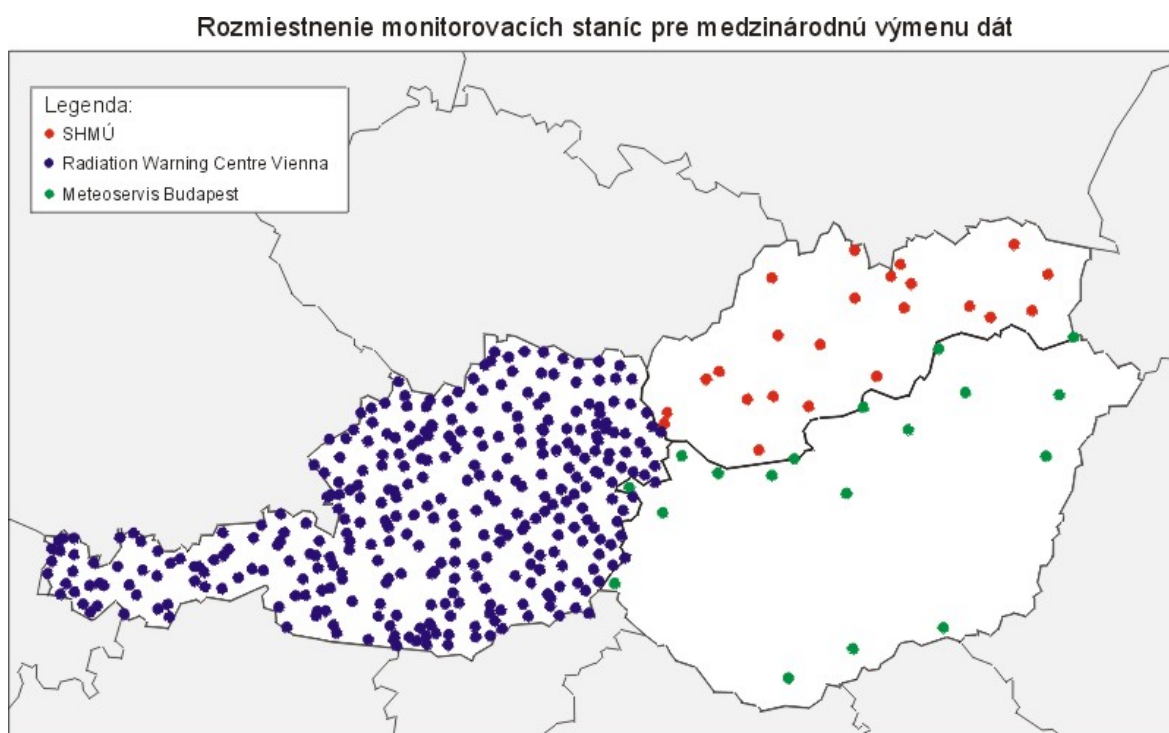 Rozmiestnenie monitorovacích staníc pre medzinárodnú výmenu dát
Legenda:
SHMÚ
Radiation Warning Centre Vienna
Meteoservis Budapest